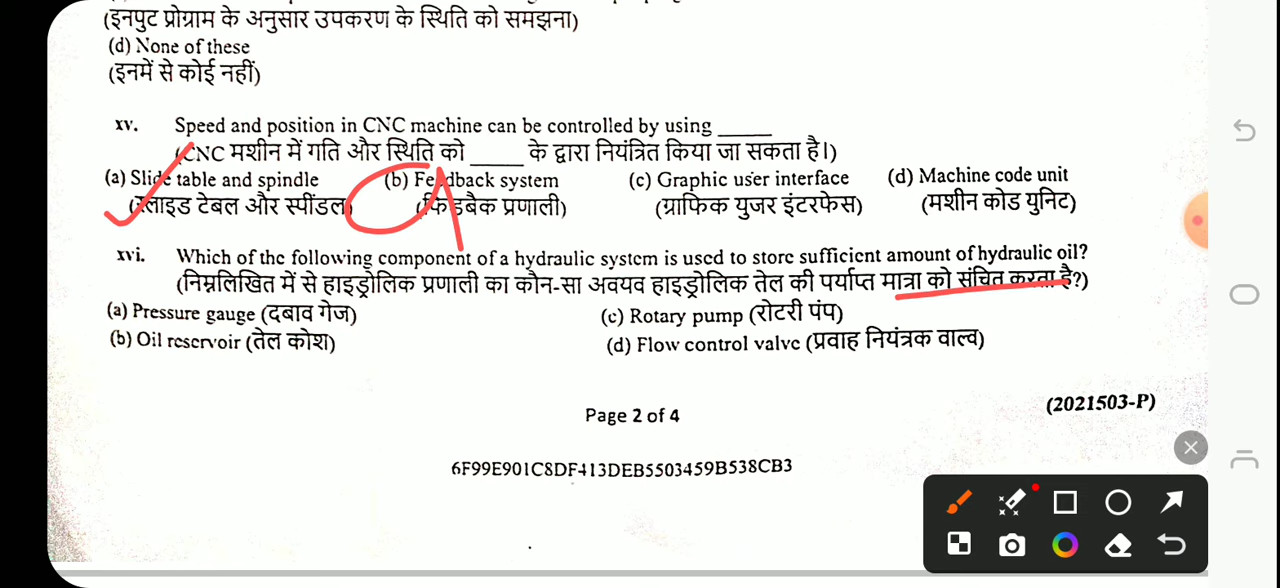 (इनपुट प्रोग्राम के अनुसार उपकरण के स्थिति को समझना)
(d) None of these
(इनमें से कोई नहीं)
xv. Speed and position in CNC machine can be controlled by using _____
(CNC मशीन में गति और स्थिति को _____ के द्वारा नियंत्रित किया जा सकता है।)
(a) Slide table and spindle (b) Feedback system (c) Graphic user interface (d) Machine code unit
(स्लाइड टेबल और स्पींडल) (फिडबैक प्रणाली) (ग्राफिक युजर इंटरफेस) (मशीन कोड युनिट)
xvi. Which of the following component of a hydraulic system is used to store sufficient amount of hydraulic oil?
(निम्नलिखित में से हाइड्रोलिक प्रणाली का कौन-सा अवयव हाइड्रोलिक तेल की पर्याप्त मात्रा को संचित करता है?)
(a) Pressure gauge (दबाव गेज) (c) Rotary pump (रोटरी पंप)
(b) Oil reservoir (तेल कोश) (d) Flow control valve (प्रवाह नियंत्रक वाल्व)
(2021503-P)
Page 2 of 4
6F99E901C8DF413DEB5503459B538CB3